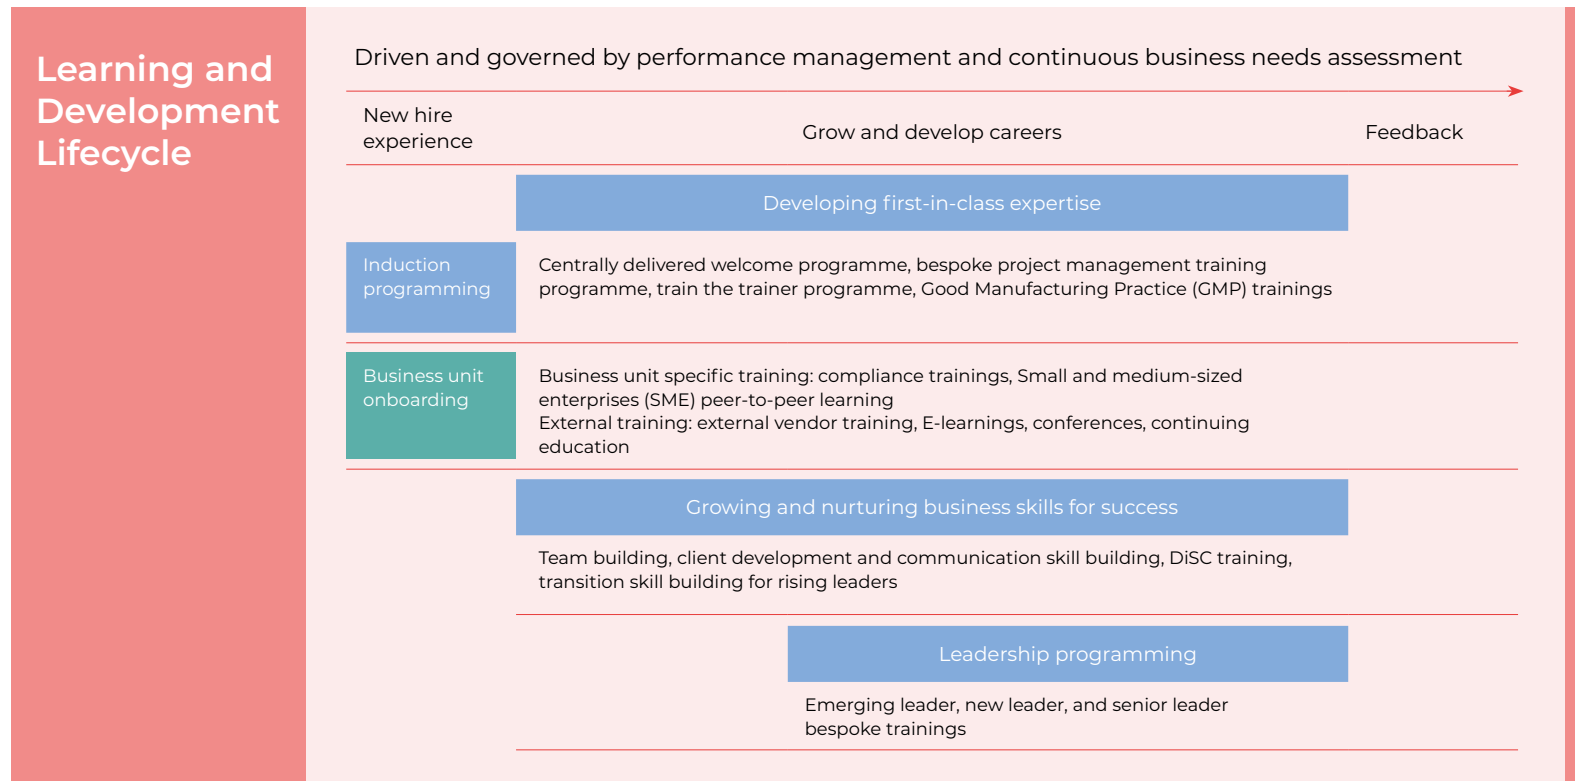 Learning and
Development
Lifecycle
Driven and governed by performance management and continuous business needs assessment
New hire
experience
Grow and develop careers
Feedback
Developing first-in-class expertise
Induction
programming
Centrally delivered welcome programme, bespoke project management training
programme, train the trainer programme, Good Manufacturing Practice (GMP) trainings
Business unit
onboarding
Business unit specific training: compliance trainings, Small and medium-sized
enterprises (SME) peer-to-peer learning
External training: external vendor training, E-learnings, conferences, continuing
education
Growing and nurturing business skills for success
Team building, client development and communication skill building, DiSC training,
transition skill building for rising leaders
Leadership programming
Emerging leader, new leader, and senior leader
bespoke trainings